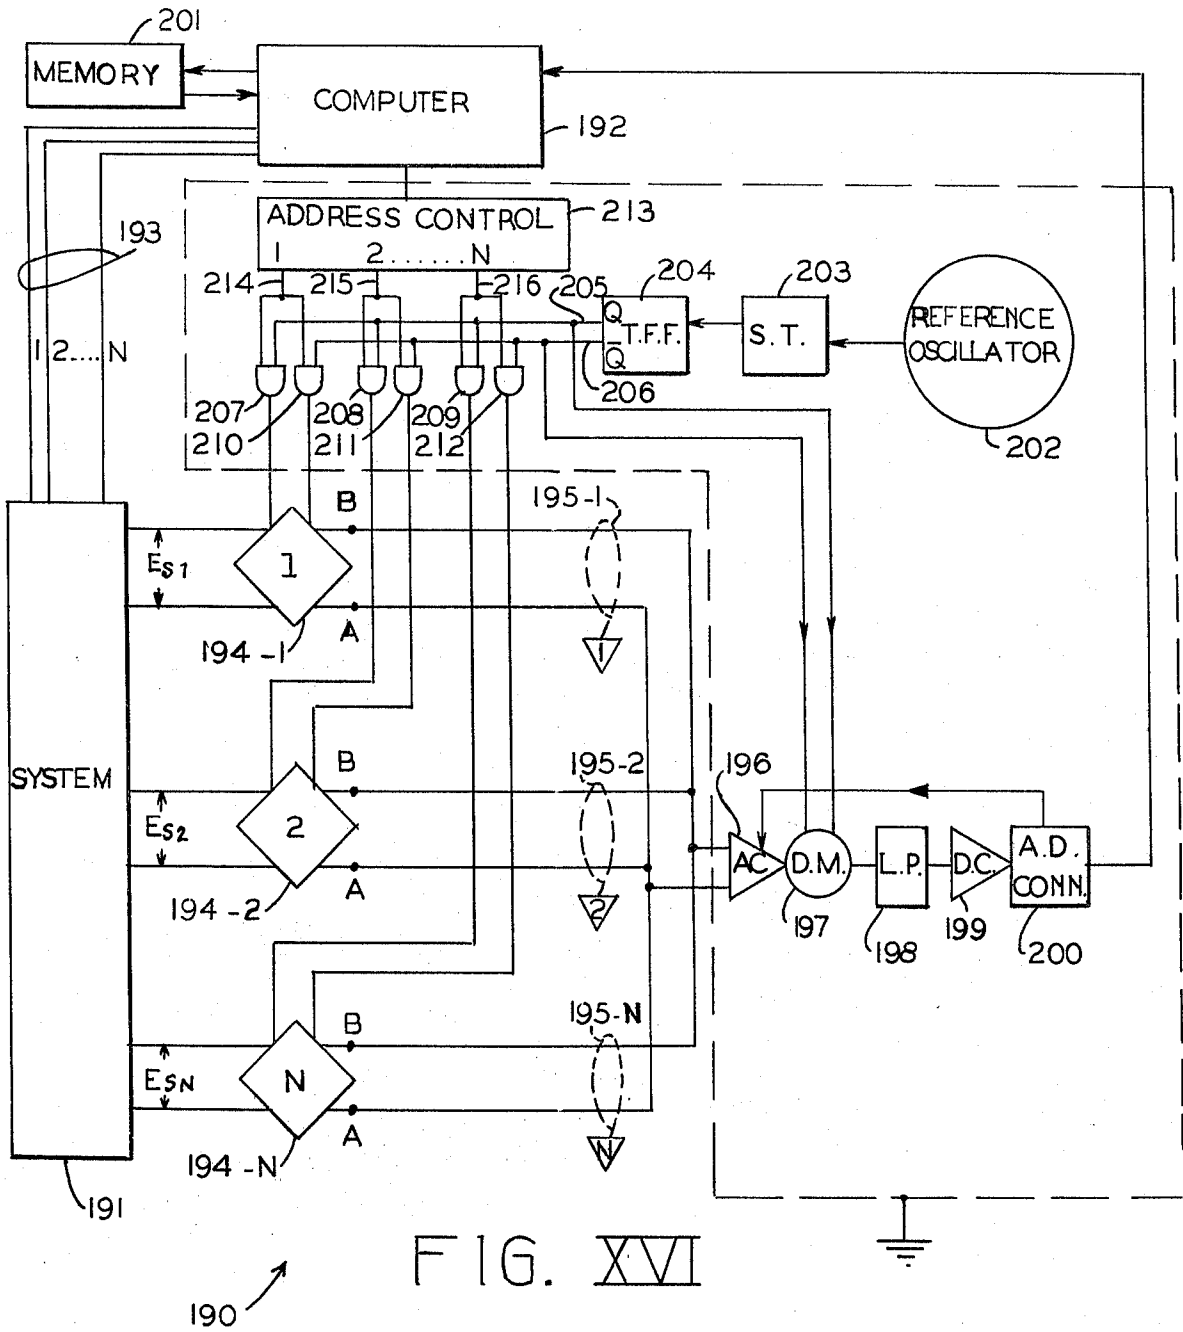 201
MEMORY
COMPUTER
192
193
ADDRESS CONTROL
1 2......N
213
214
215
216
205
204
203
Q
T.F.F.
Q̅
S.T.
REFERENCE
OSCILLATOR
206
202
1 2.... N
207
208
209
210
211
212
B
195-1
ES1
1
A
194-1
1
SYSTEM
B
195-2
196
ES2
2
A
194-2
2
AC
D.M.
L.P.
D.C.
A.D.
CONN.
197
198
199
200
B
195-N
ESN
N
A
194-N
N
191
FIG. XVI
190